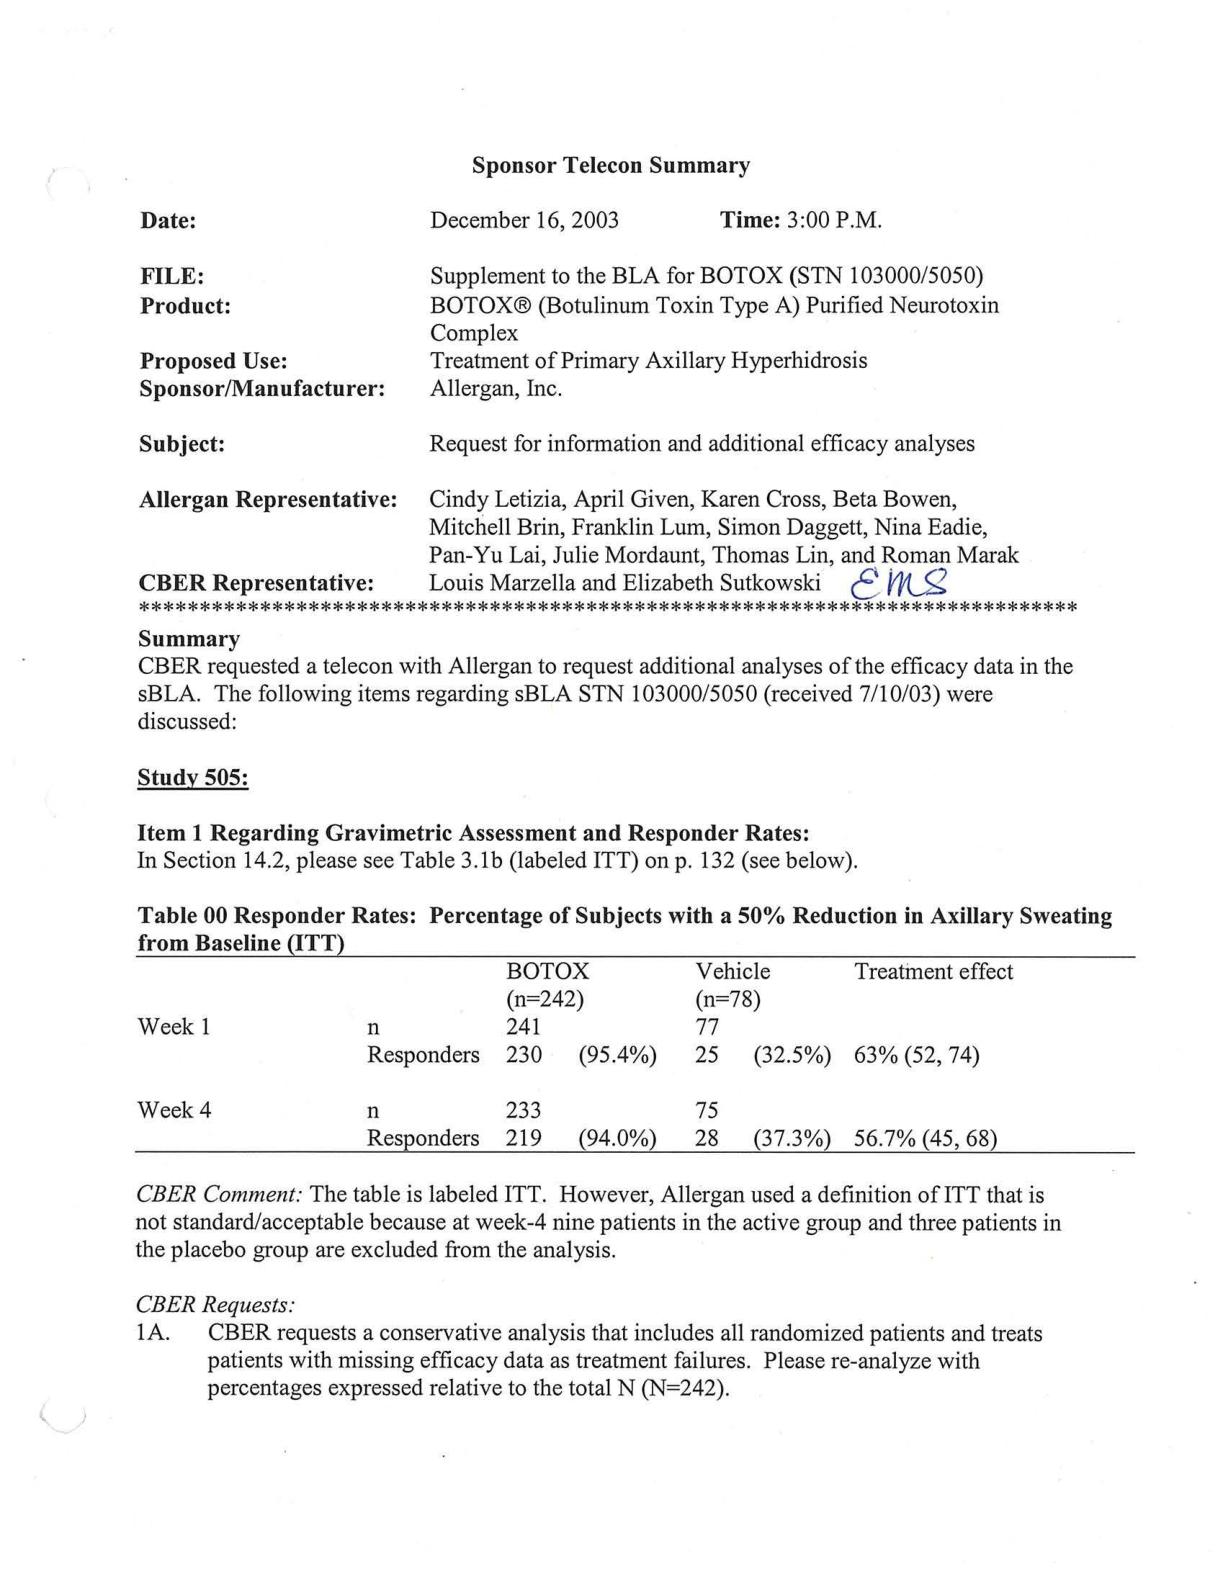 Sponsor Telecon Summary
Date: December 16, 2003 Time: 3:00 P.M.
FILE: Supplement to the BLA for BOTOX (STN 103000/5050)
Product: BOTOX® (Botulinum Toxin Type A) Purified Neurotoxin
Complex
Proposed Use: Treatment of Primary Axillary Hyperhidrosis
Sponsor/Manufacturer: Allergan, Inc.
Subject: Request for information and additional efficacy analyses
Allergan Representative: Cindy Letizia, April Given, Karen Cross, Beta Bowen,
Mitchell Brin, Franklin Lum, Simon Daggett, Nina Eadie,
Pan-Yu Lai, Julie Mordaunt, Thomas Lin, and Roman Marak
CBER Representative: Louis Marzella and Elizabeth Sutkowski EMS
******************************************************************************
Summary
CBER requested a telecon with Allergan to request additional analyses of the efficacy data in the
sBLA. The following items regarding sBLA STN 103000/5050 (received 7/10/03) were
discussed:
Study 505:
Item 1 Regarding Gravimetric Assessment and Responder Rates:
In Section 14.2, please see Table 3.1b (labeled ITT) on p. 132 (see below).
Table 00 Responder Rates: Percentage of Subjects with a 50% Reduction in Axillary Sweating
from Baseline (ITT)
BOTOX Vehicle Treatment effect
(n=242) (n=78)
Week 1 n 241 77
Responders 230 (95.4%) 25 (32.5%) 63% (52, 74)
Week 4 n 233 75
Responders 219 (94.0%) 28 (37.3%) 56.7% (45, 68)
CBER Comment: The table is labeled ITT. However, Allergan used a definition of ITT that is
not standard/acceptable because at week-4 nine patients in the active group and three patients in
the placebo group are excluded from the analysis.
CBER Requests:
1A. CBER requests a conservative analysis that includes all randomized patients and treats
patients with missing efficacy data as treatment failures. Please re-analyze with
percentages expressed relative to the total N (N=242).